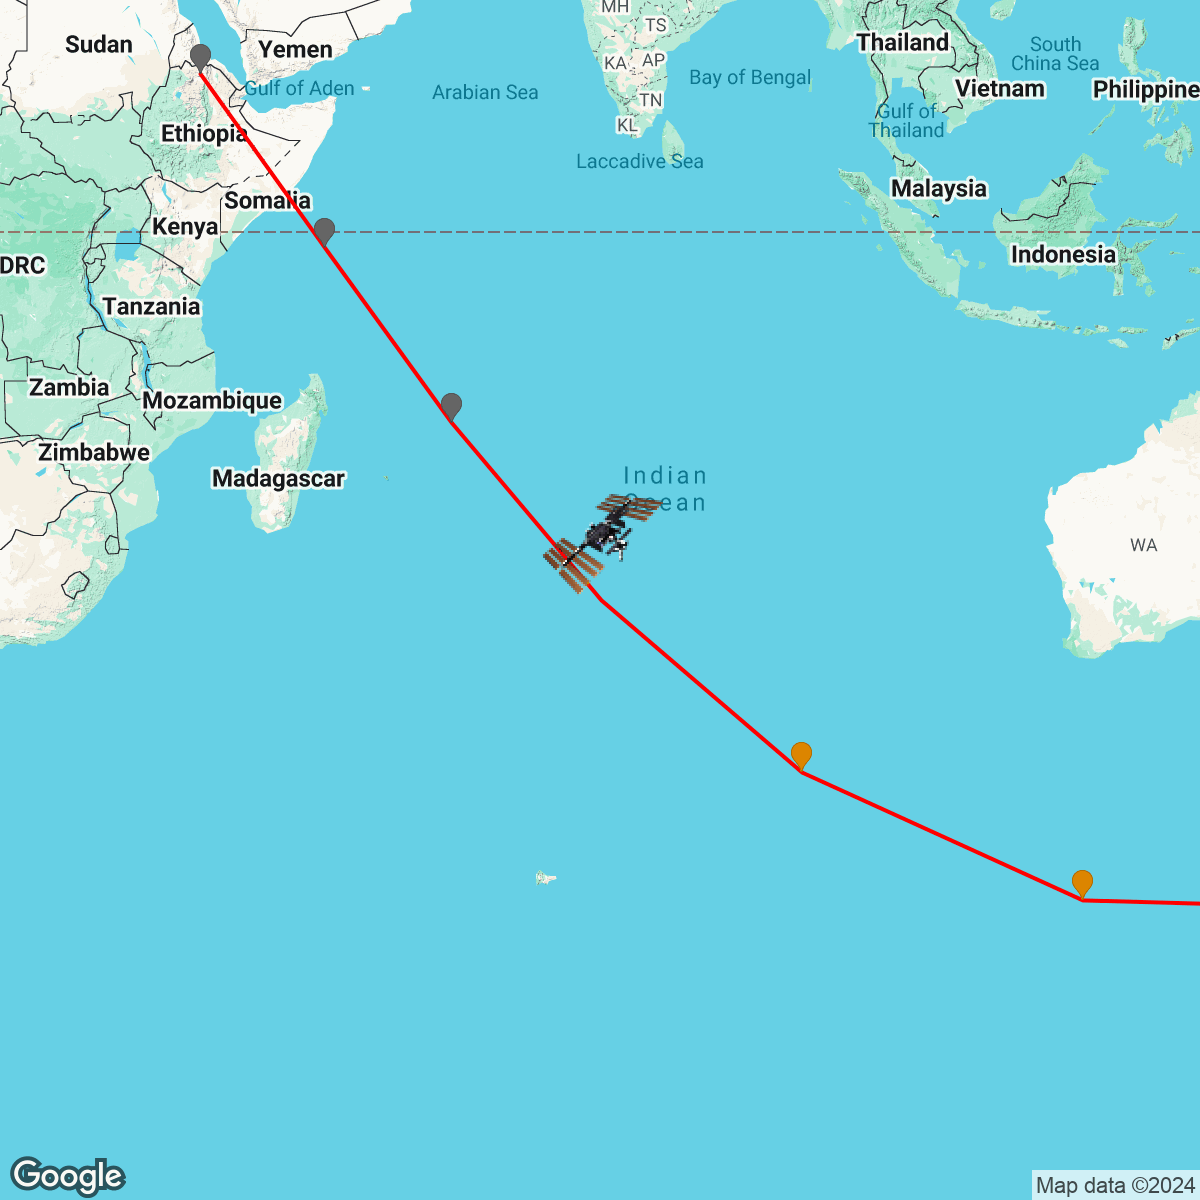 MH
TS
Sudan
Yemen
Thailand
South
China Sea
KA
AP
Bay of Bengal
Gulf of Aden
Arabian Sea
Vietnam
Philippine
TN
Gulf of
Thailand
KL
Ethiopia
Laccadive Sea
Malaysia
Somalia
Kenya
Indonesia
DRC
Tanzania
Zambia
Mozambique
Zimbabwe
Madagascar
Indian
Ocean
WA
Google
Map data ©2024